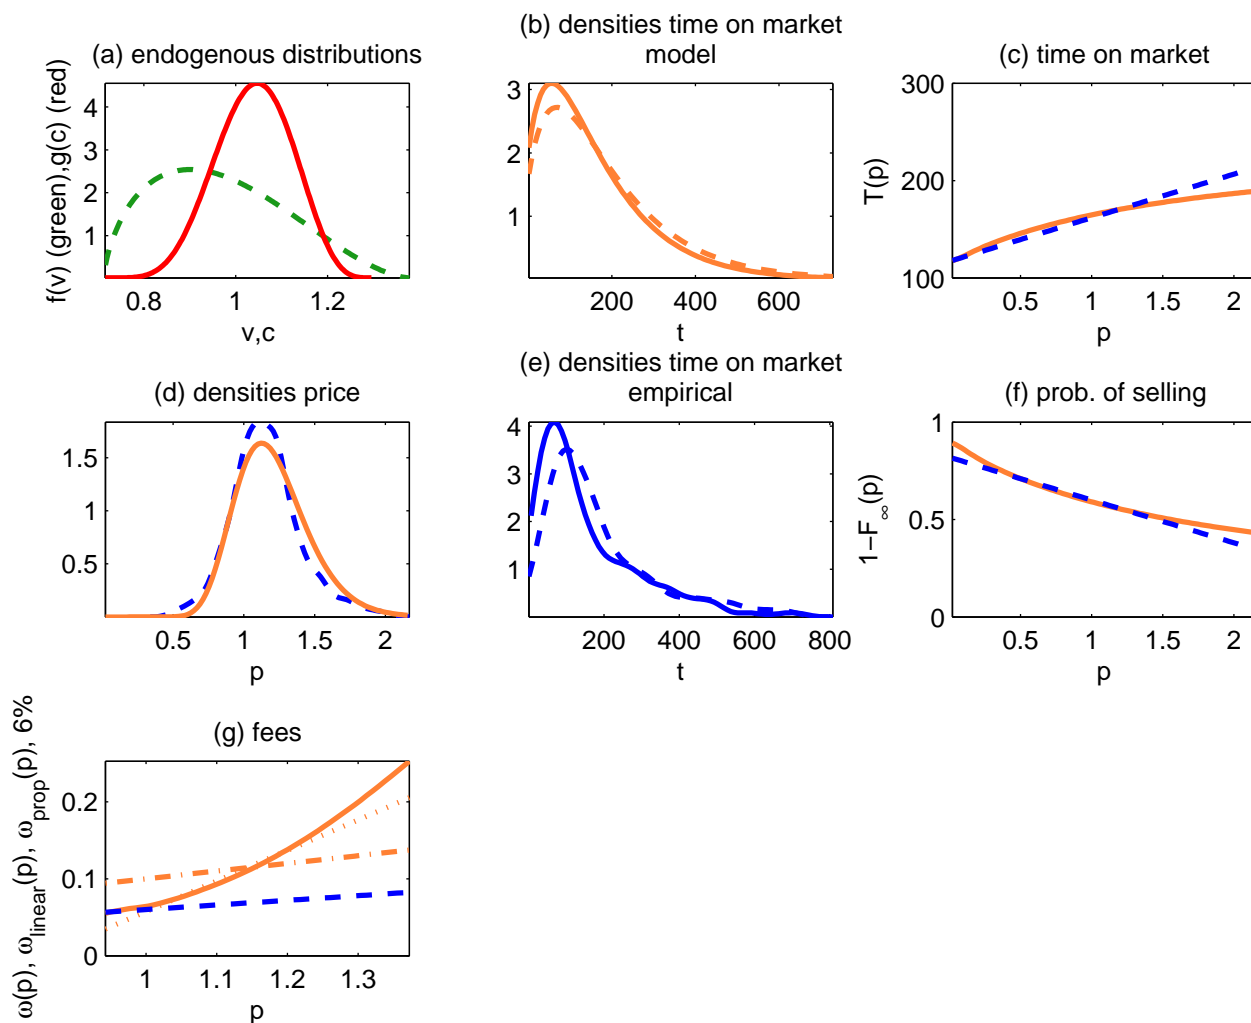 (a) endogenous distributions
f(v) (green),g(c) (red)
4
3
2
1
0.8 1 1.2
v,c
(b) densities time on market
model
3
2
1
200 400 600
t
(c) time on market
T(p)
300
200
100
0.5 1 1.5 2
p
(d) densities price
1.5
1
0.5
0.5 1 1.5 2
p
(e) densities time on market
empirical
4
3
2
1
200 400 600 800
t
(f) prob. of selling
1−F∞(p)
1
0.5
0
0.5 1 1.5 2
p
(g) fees
ω(p), ωlinear(p), ωprop(p), 6%
0.2
0.1
0
1 1.1 1.2 1.3
p